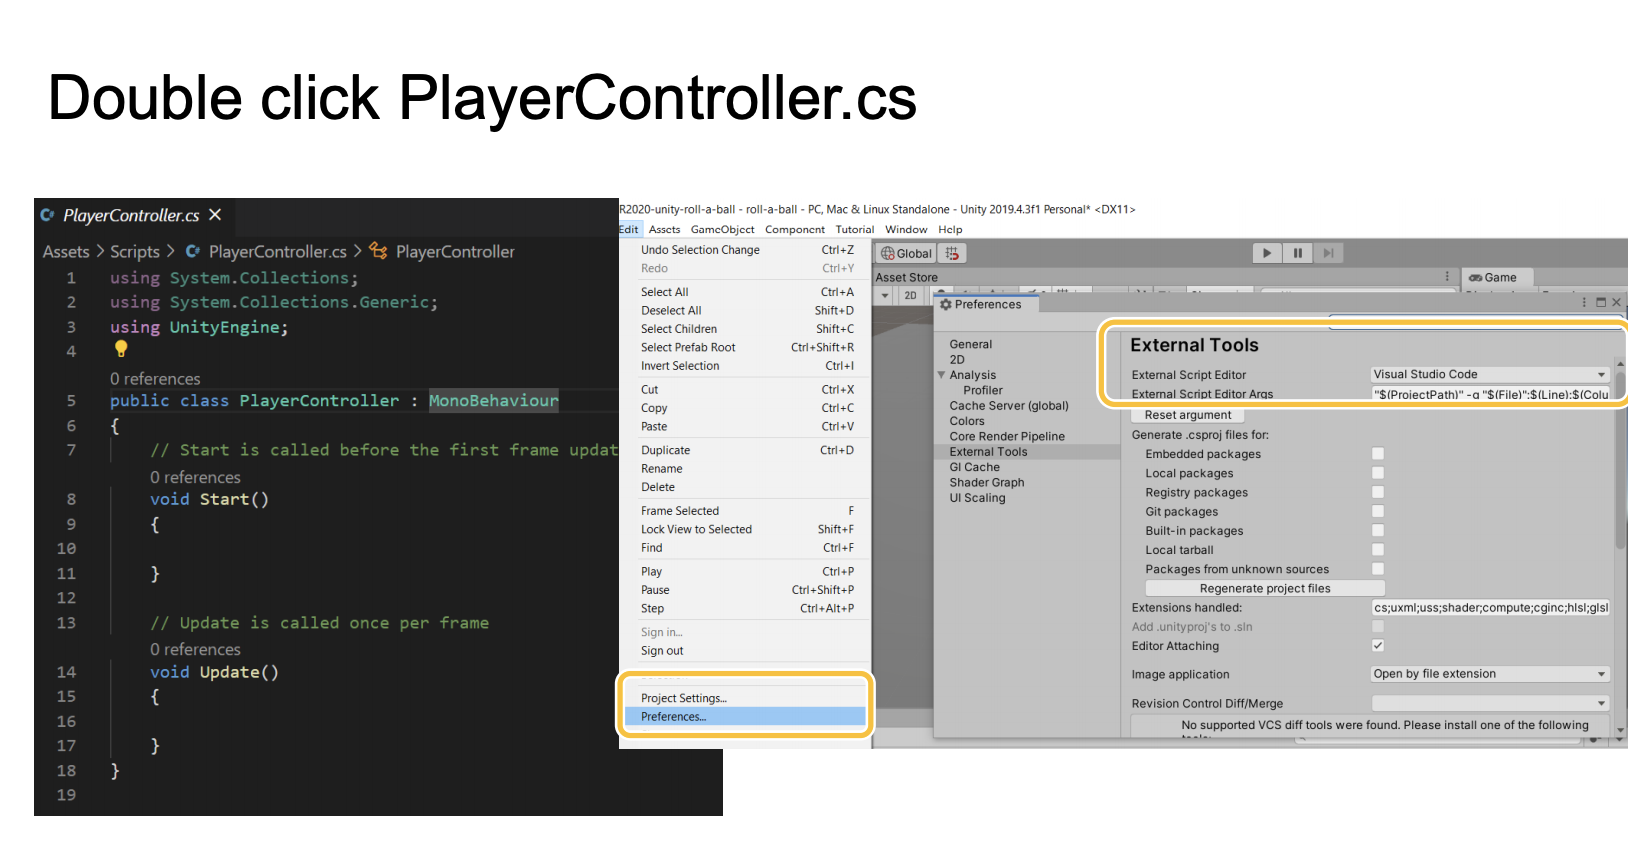 Double click PlayerController.cs
PlayerController.cs
Assets > Scripts > PlayerController.cs > PlayerController
1 using System.Collections;
2 using System.Collections.Generic;
3 using UnityEngine;
4
0 references
5 public class PlayerController : MonoBehaviour
6 {
7 // Start is called before the first frame updat
0 references
8 void Start()
9 {
10
11 }
12
13 // Update is called once per frame
0 references
14 void Update()
15 {
16
17 }
18 }
19
R2020-unity-roll-a-ball - roll-a-ball - PC, Mac & Linux Standalone - Unity 2019.4.3f1 Personal* <DX11>
Edit Assets GameObject Component Tutorial Window Help
Undo Selection Change Ctrl+Z
Redo Ctrl+Y
Select All Ctrl+A
Deselect All Shift+D
Select Children Shift+C
Select Prefab Root Ctrl+Shift+R
Invert Selection Ctrl+I
Cut Ctrl+X
Copy Ctrl+C
Paste Ctrl+V
Duplicate Ctrl+D
Rename
Delete
Frame Selected F
Lock View to Selected Shift+F
Find Ctrl+F
Play Ctrl+P
Pause Ctrl+Shift+P
Step Ctrl+Alt+P
Sign in...
Sign out
Project Settings...
Preferences...
Global
Asset Store
Game
2D
Preferences
General
2D
Analysis
Profiler
Cache Server (global)
Colors
Core Render Pipeline
External Tools
GI Cache
Shader Graph
UI Scaling
External Tools
External Script Editor Visual Studio Code
External Script Editor Args "$(ProjectPath)" -g "$(File)":$(Line):$(Colu
Reset argument
Generate .csproj files for:
Embedded packages
Local packages
Registry packages
Git packages
Built-in packages
Local tarball
Packages from unknown sources
Regenerate project files
Extensions handled: cs;uxml;uss;shader;compute;cginc;hlsl;glsl
Add .unityproj's to .sln
Editor Attaching
Image application Open by file extension
Revision Control Diff/Merge
No supported VCS diff tools were found. Please install one of the following
tools: